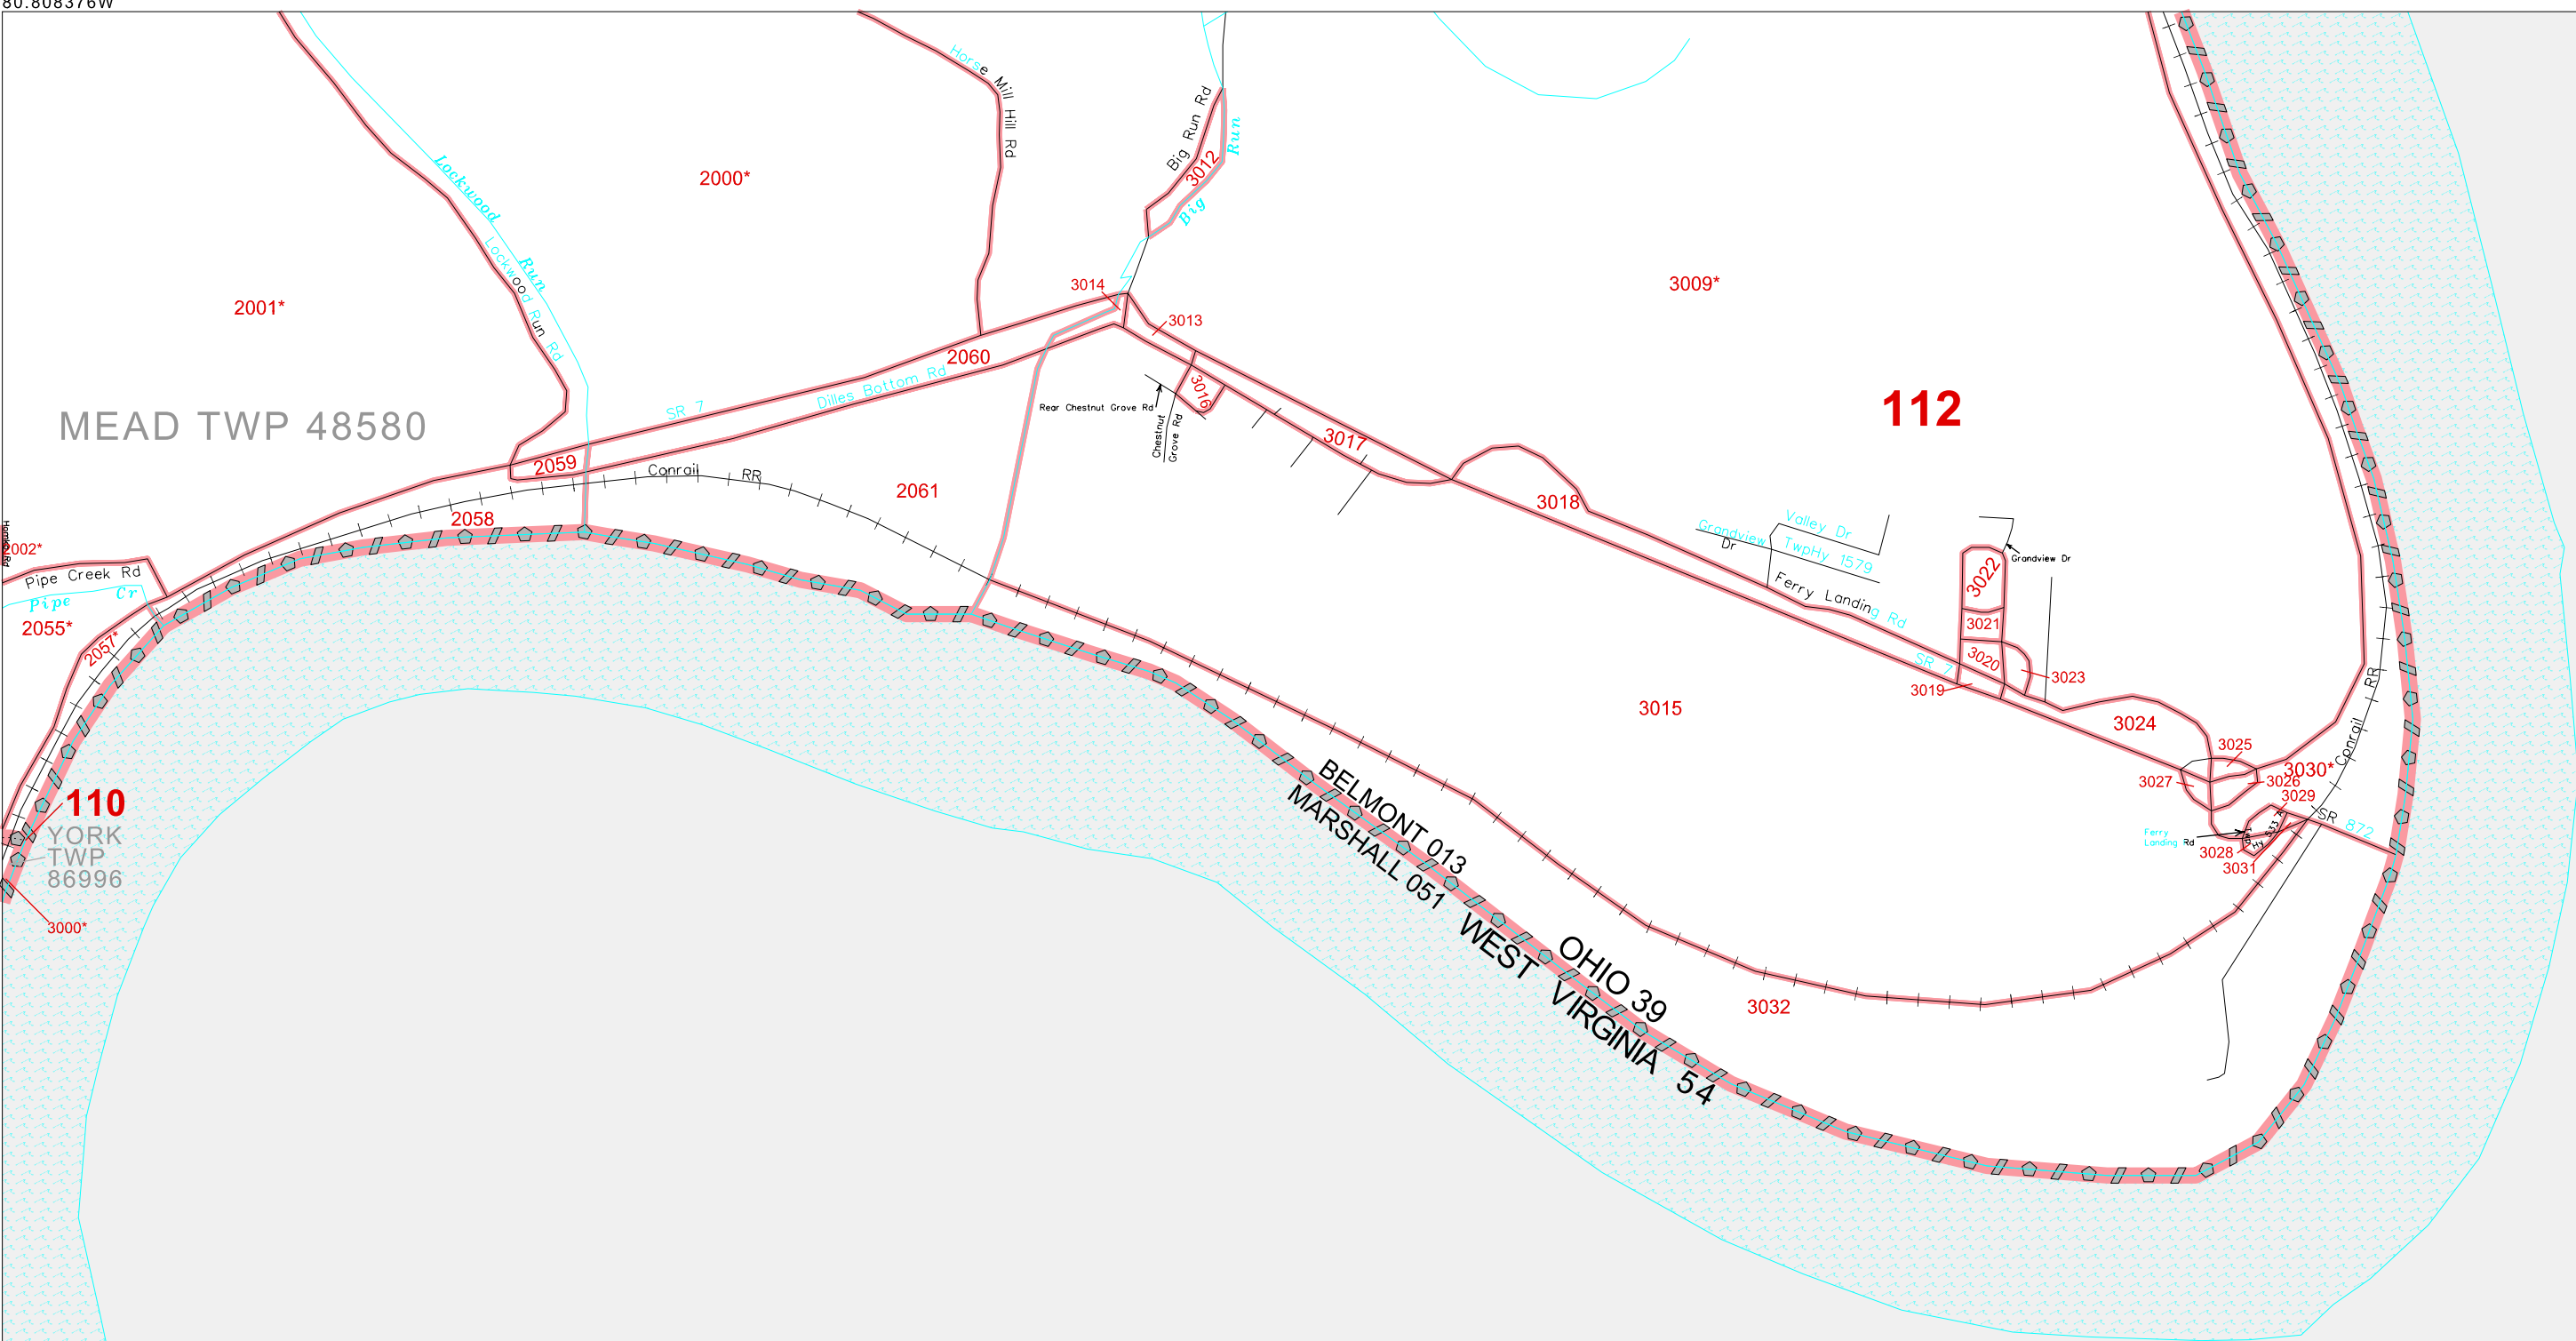 80.808376W
Horse Mill Hill Rd
Big Run Rd
Run
3012
Big
2000*
Lockwood Run
Lockwood Run Rd
2001*
3009*
3014
3013
2060
SR 7
Dilles Bottom Rd
3016
Rear Chestnut Grove Rd
Chestnut
Grove Rd
112
MEAD TWP 48580
3017
2059
Conrail RR
2061
3018
2058
Valley Dr
Grandview
Dr
TwpHy 1579
Grandview Dr
2002*
Pipe Creek Rd
Pipe Cr
3022
Ferry Landing Rd
3021
2055*
2057*
3020
SR 7
3023
3019
RR
Conrail
3015
3024
3025
3030*
3027
3026
3029
110
YORK
TWP
86996
SR 872
Ferry
Landing Rd
TwpHy
533 A
3028
3031
3000*
BELMONT 013
MARSHALL 051
OHIO 39
WEST VIRGINIA 54
3032